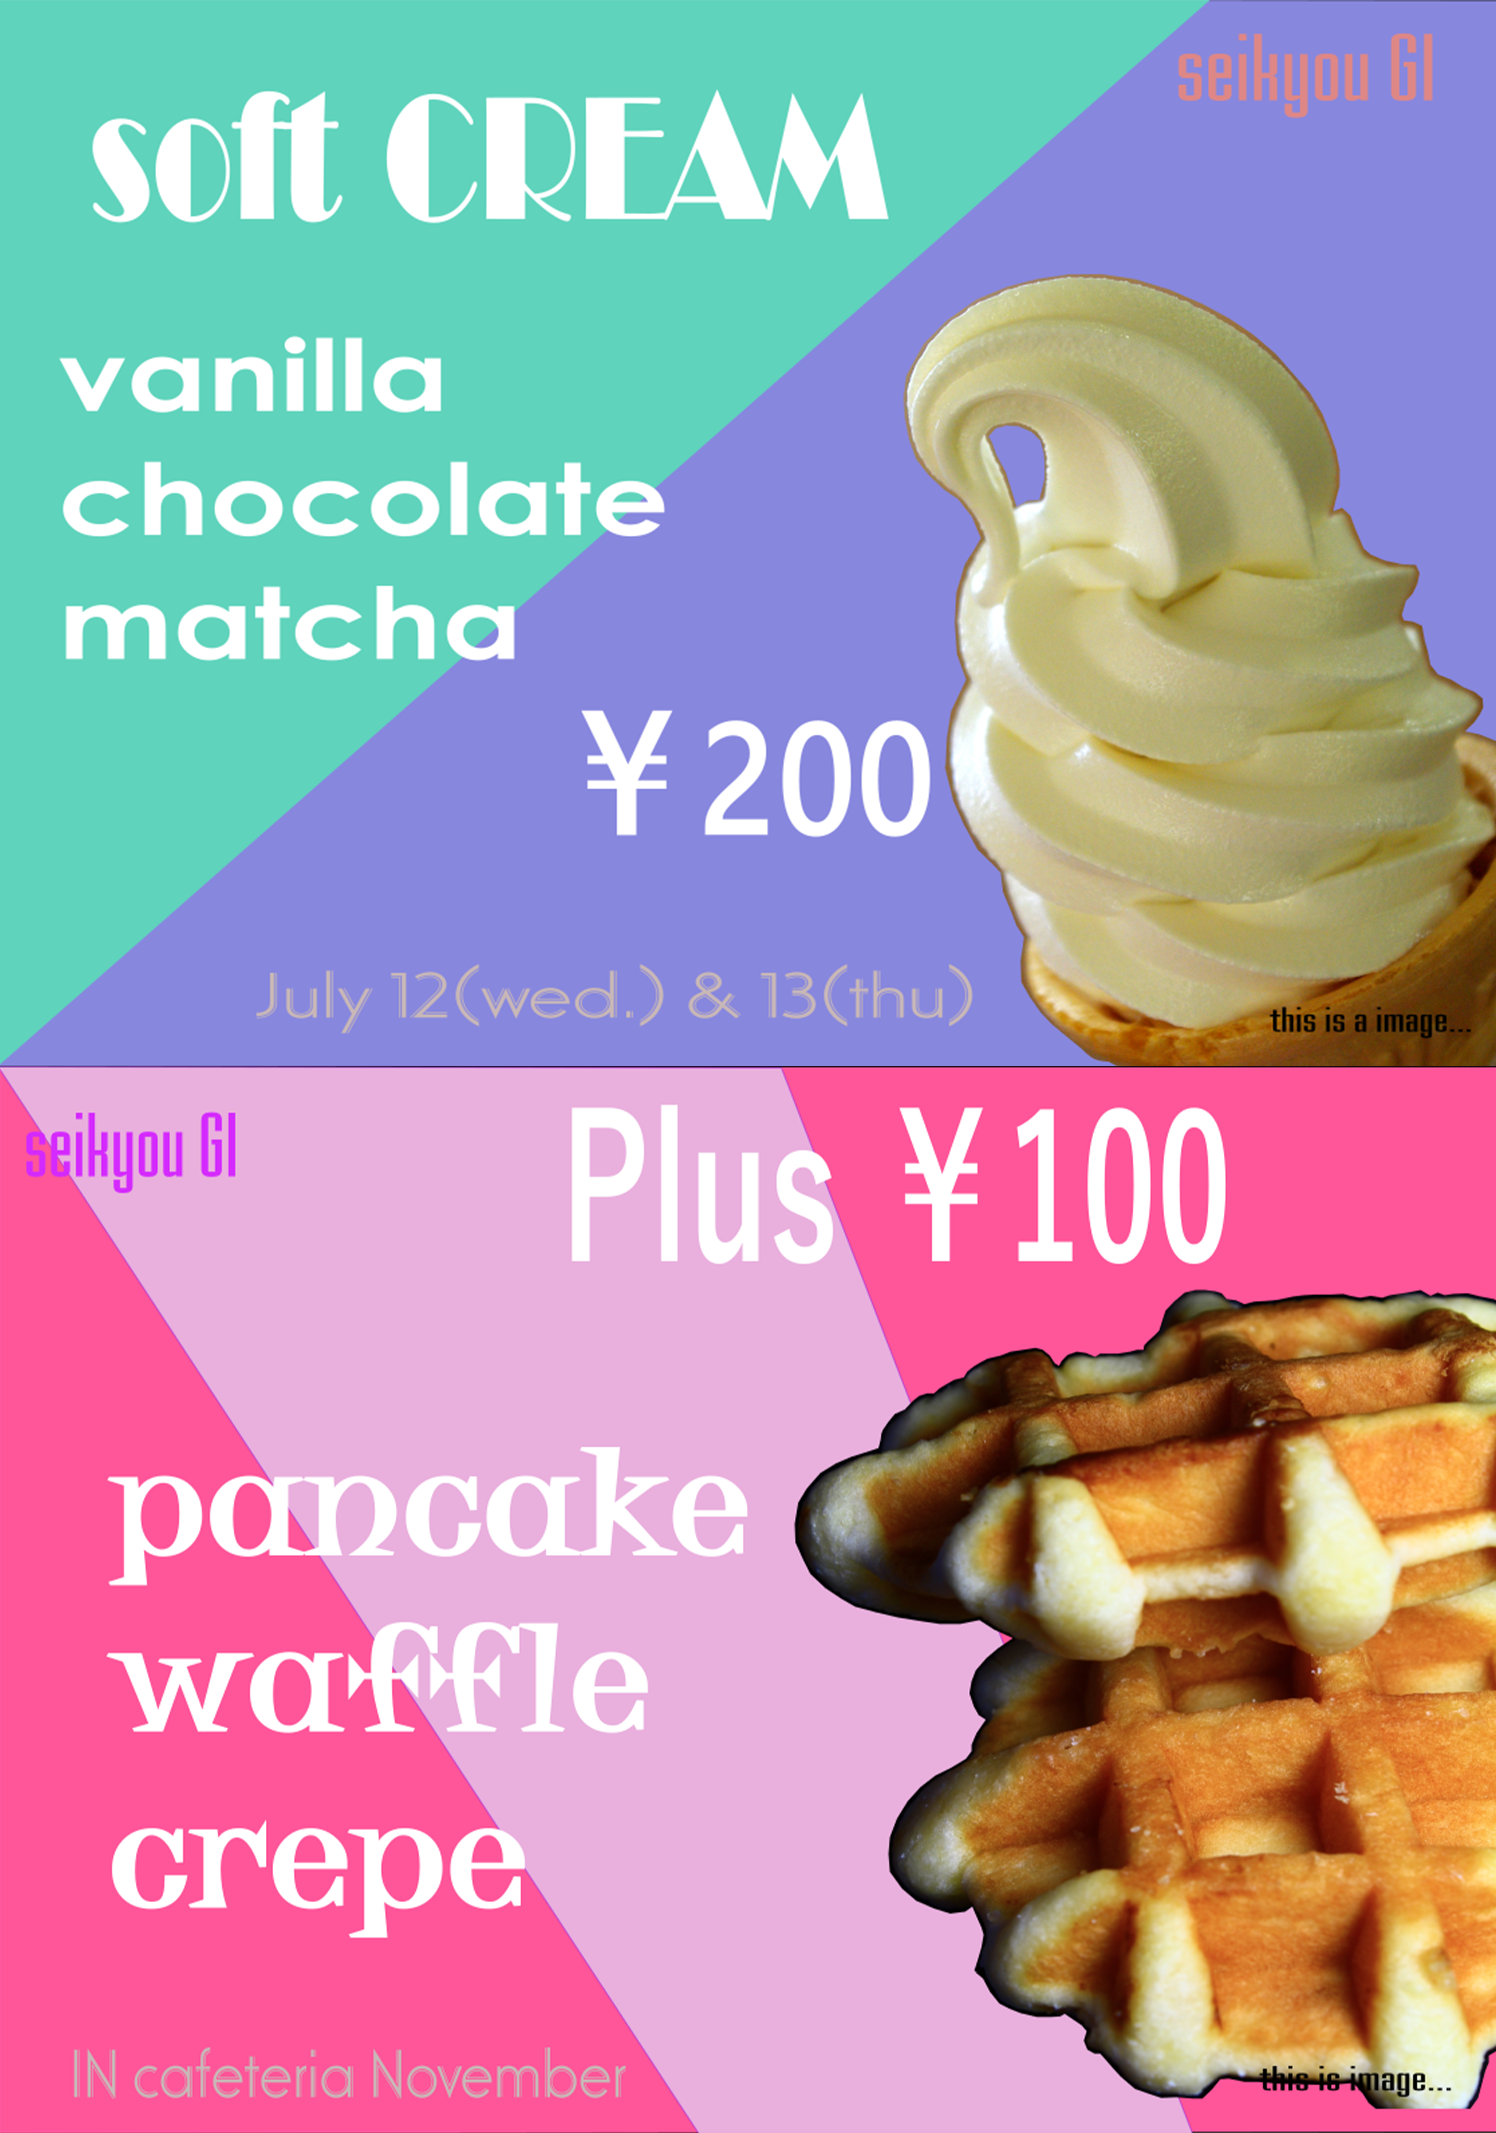 seikyou GI
soft CREAM
vanilla
chocolate
matcha
¥200
July 12(wed.) & 13(thu)
this is a image...
seikyou GI
Plus ¥100
pancake
waffle
crepe
IN cafeteria November
this is image...